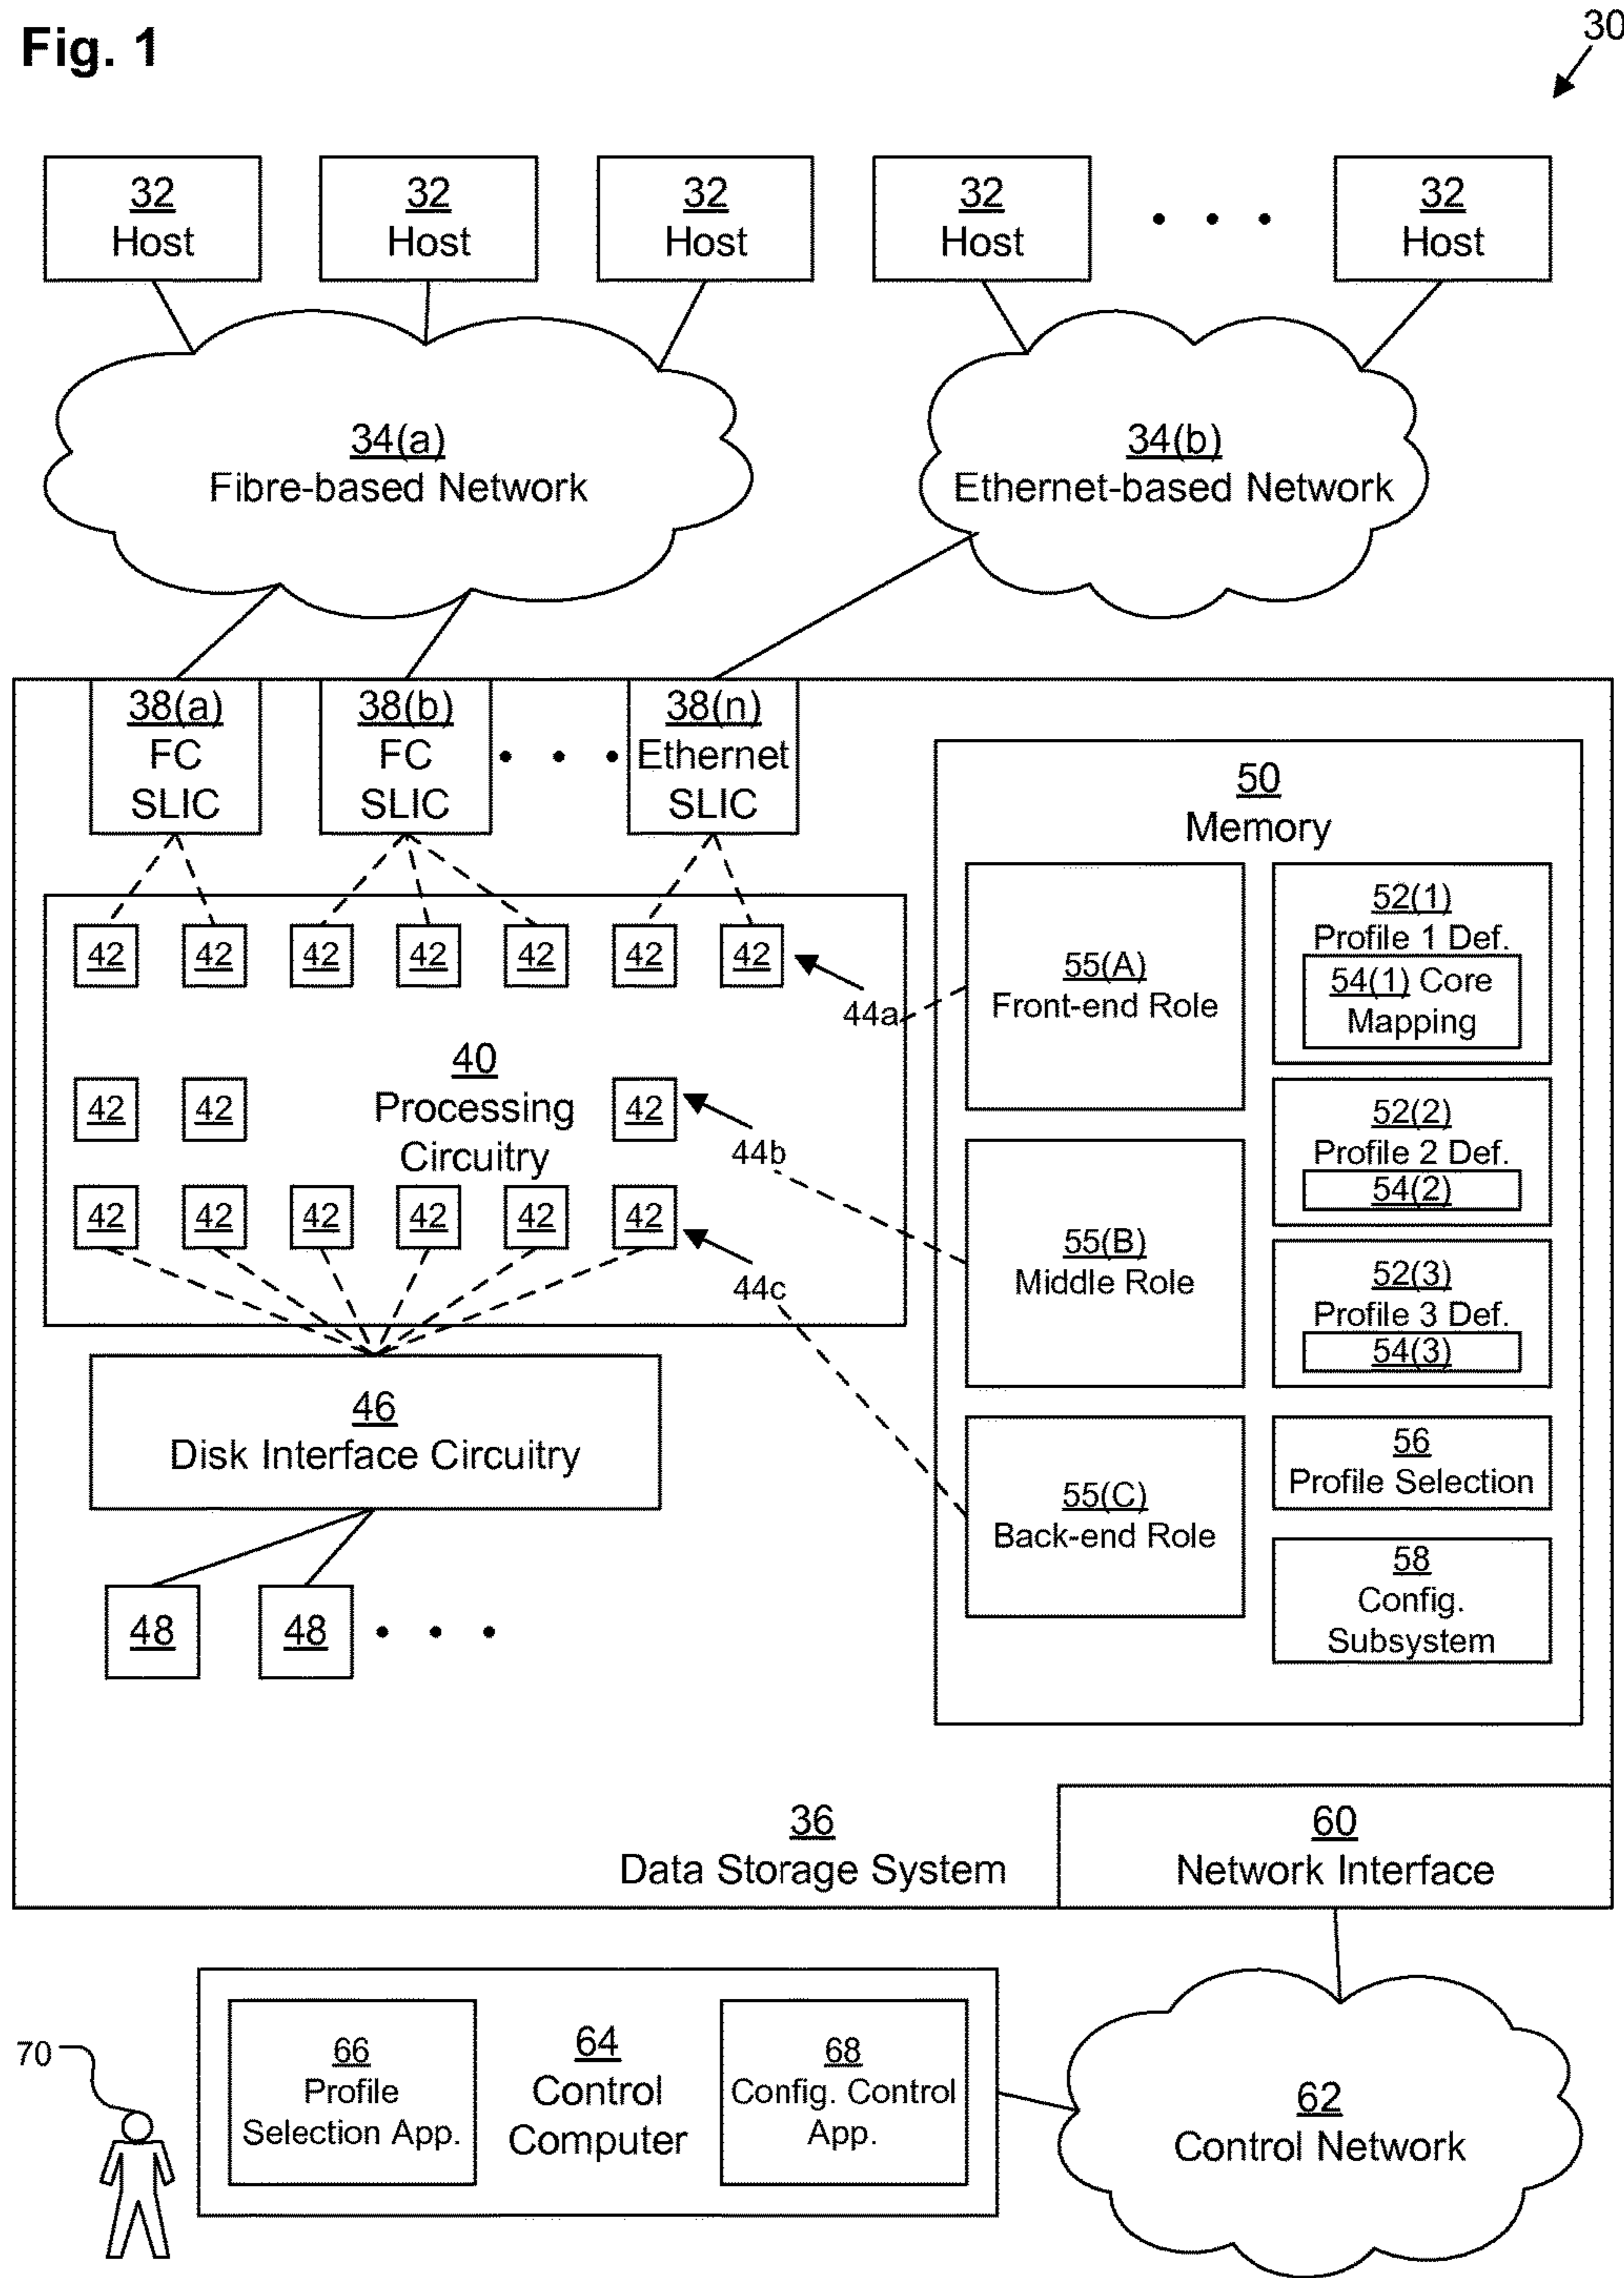 Fig. 1
30
32
Host
32
Host
32
Host
32
Host
32
Host
34(a)
Fibre-based Network
34(b)
Ethernet-based Network
38(a)
FC
SLIC
38(b)
FC
SLIC
38(n)
Ethernet
SLIC
42 42 42 42 42 42 42
44a
40
Processing
Circuitry
42 42 42
44b
42 42 42 42 42 42
44c
46
Disk Interface Circuitry
48 48
50
Memory
55(A)
Front-end Role
55(B)
Middle Role
55(C)
Back-end Role
52(1)
Profile 1 Def.
54(1) Core
Mapping
52(2)
Profile 2 Def.
54(2)
52(3)
Profile 3 Def.
54(3)
56
Profile Selection
58
Config.
Subsystem
36
Data Storage System
60
Network Interface
70
66
Profile
Selection App.
64
Control
Computer
68
Config. Control
App.
62
Control Network